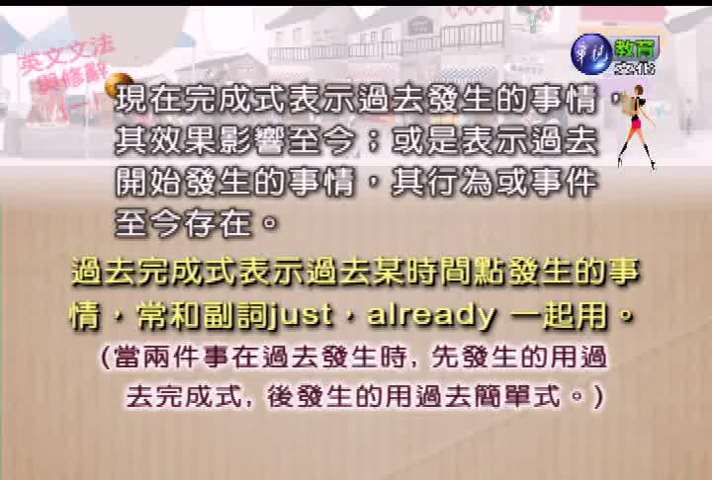 英文文法
與修辭
(一)
華視
教育
文化
現在完成式表示過去發生的事情，
其效果影響至今；或是表示過去
開始發生的事情，其行為或事件
至今存在。
過去完成式表示過去某時間點發生的事
情，常和副詞just，already 一起用。
(當兩件事在過去發生時, 先發生的用過
去完成式, 後發生的用過去簡單式。)